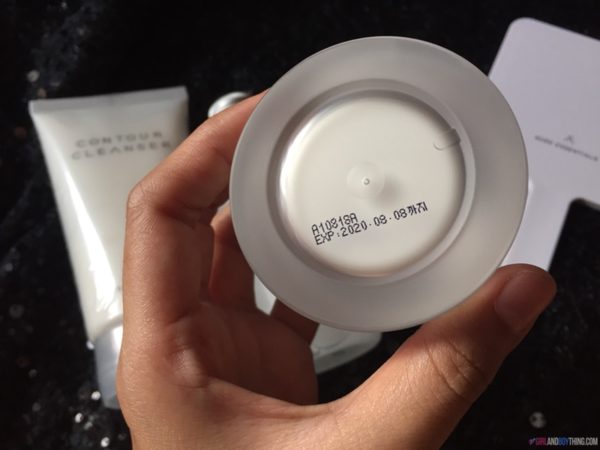 CONTOUR
CLEANSER
A10818A
EXP:2020.08.08까지
GIRLANDBOYTHING.COM